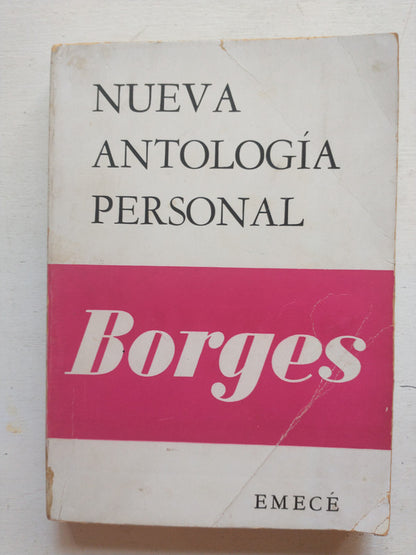 NUEVA
ANTOLOGÍA
PERSONAL
Borges
EMECÉ